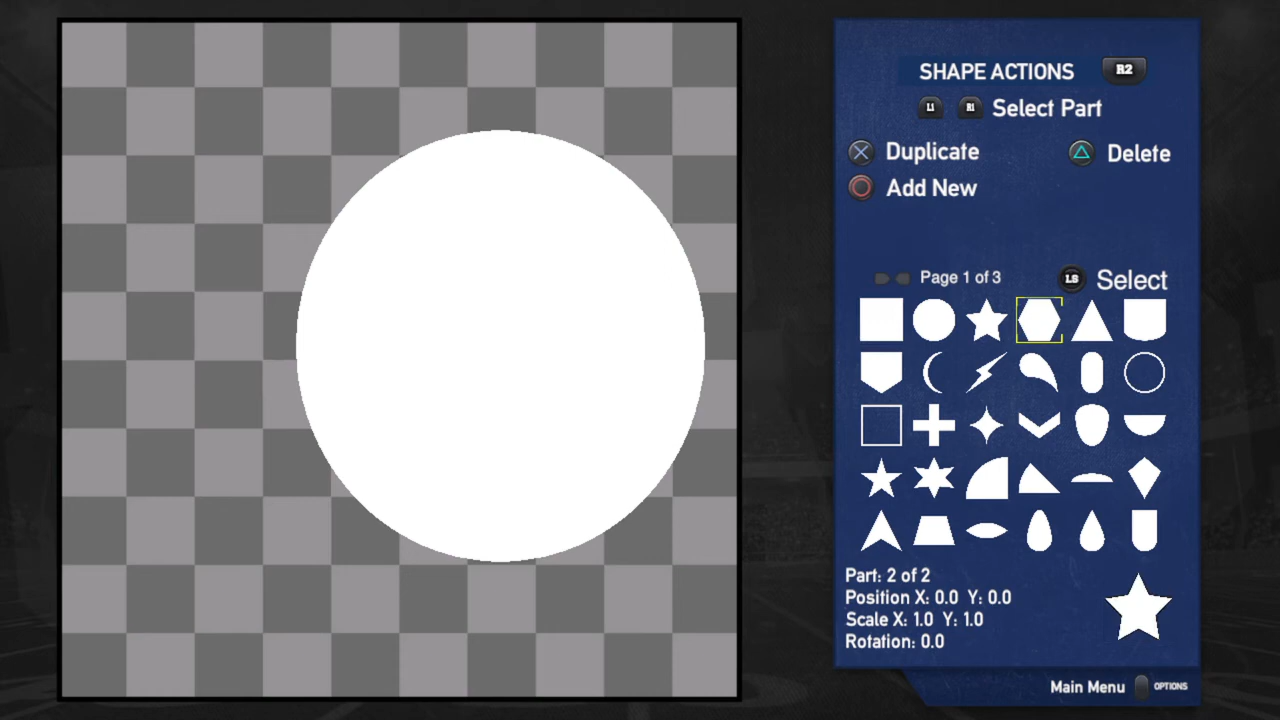 SHAPE ACTIONS R2
L1 R1 Select Part
Duplicate
Delete
Add New
Page 1 of 3
LS Select
Part: 2 of 2
Position X: 0.0 Y: 0.0
Scale X: 1.0 Y: 1.0
Rotation: 0.0
Main Menu OPTIONS